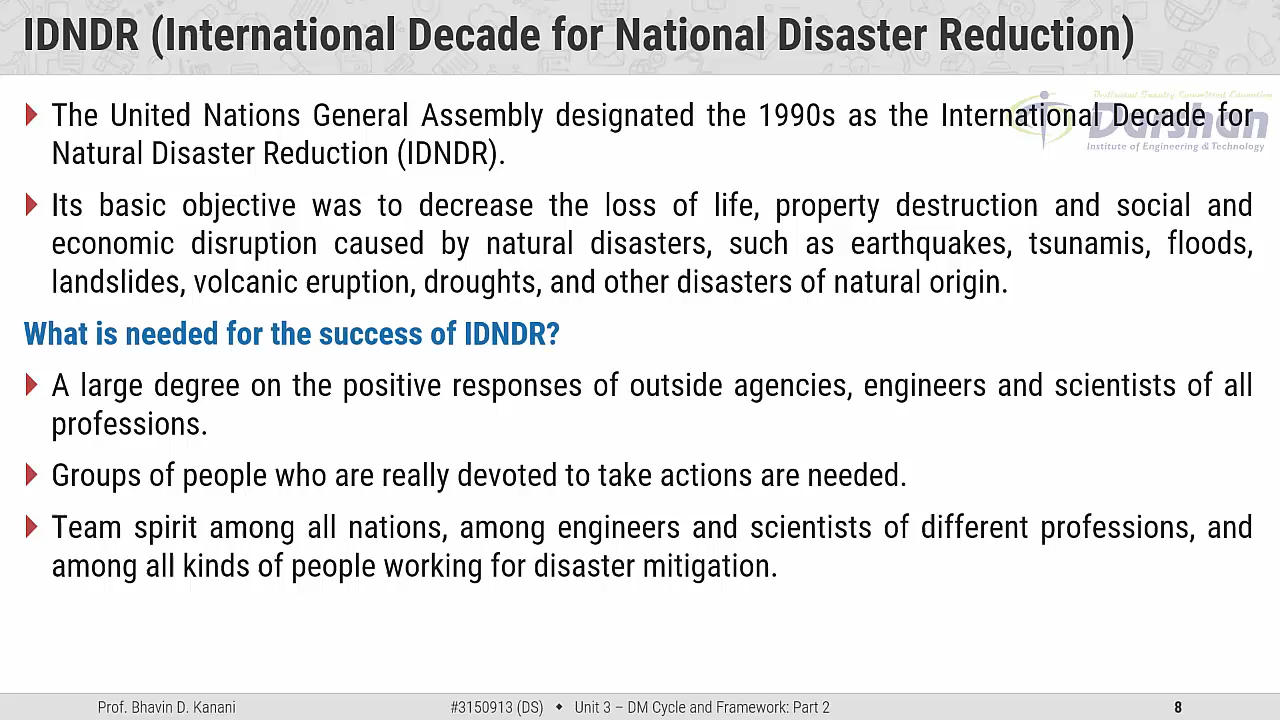 IDNDR (International Decade for National Disaster Reduction)
Dedicated Faculty Committed Education
Darshan
Institute of Engineering & Technology
The United Nations General Assembly designated the 1990s as the International Decade for
Natural Disaster Reduction (IDNDR).
Its basic objective was to decrease the loss of life, property destruction and social and
economic disruption caused by natural disasters, such as earthquakes, tsunamis, floods,
landslides, volcanic eruption, droughts, and other disasters of natural origin.
What is needed for the success of IDNDR?
A large degree on the positive responses of outside agencies, engineers and scientists of all
professions.
Groups of people who are really devoted to take actions are needed.
Team spirit among all nations, among engineers and scientists of different professions, and
among all kinds of people working for disaster mitigation.
Prof. Bhavin D. Kanani #3150913 (DS) ◆ Unit 3 – DM Cycle and Framework: Part 2 8